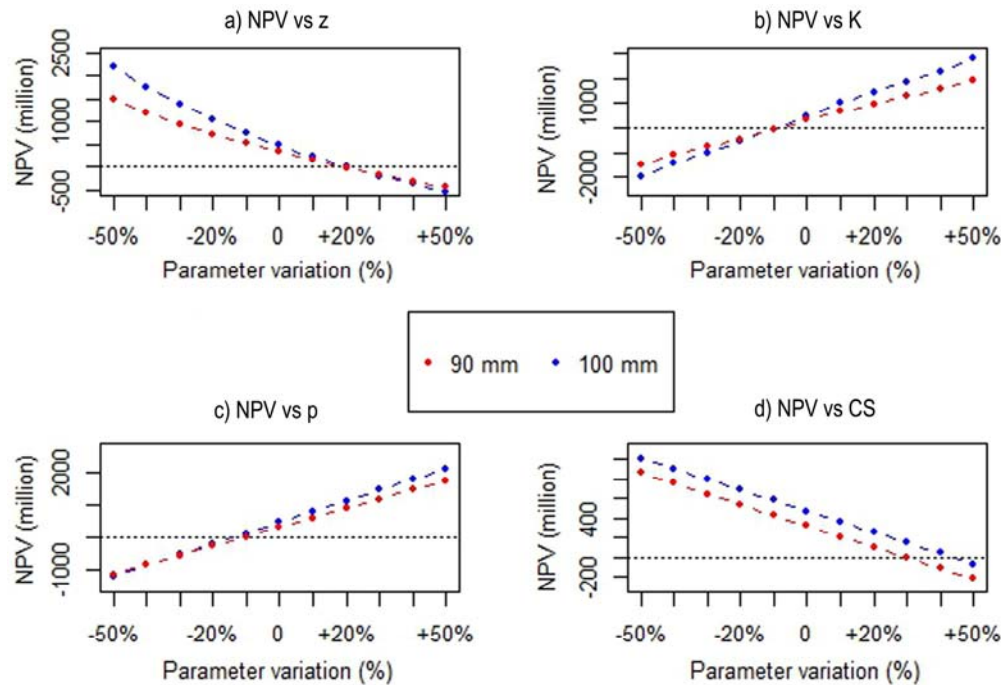 a) NPV vs z
NPV (million)
2500
1000
-500
-50%
-20%
0
+20%
+50%
Parameter variation (%)
b) NPV vs K
NPV (million)
1000
-2000
-50%
-20%
0
+20%
+50%
Parameter variation (%)
90 mm
100 mm
c) NPV vs p
NPV (million)
2000
-1000
-50%
-20%
0
+20%
+50%
Parameter variation (%)
d) NPV vs CS
NPV (million)
400
-200
-50%
-20%
0
+20%
+50%
Parameter variation (%)